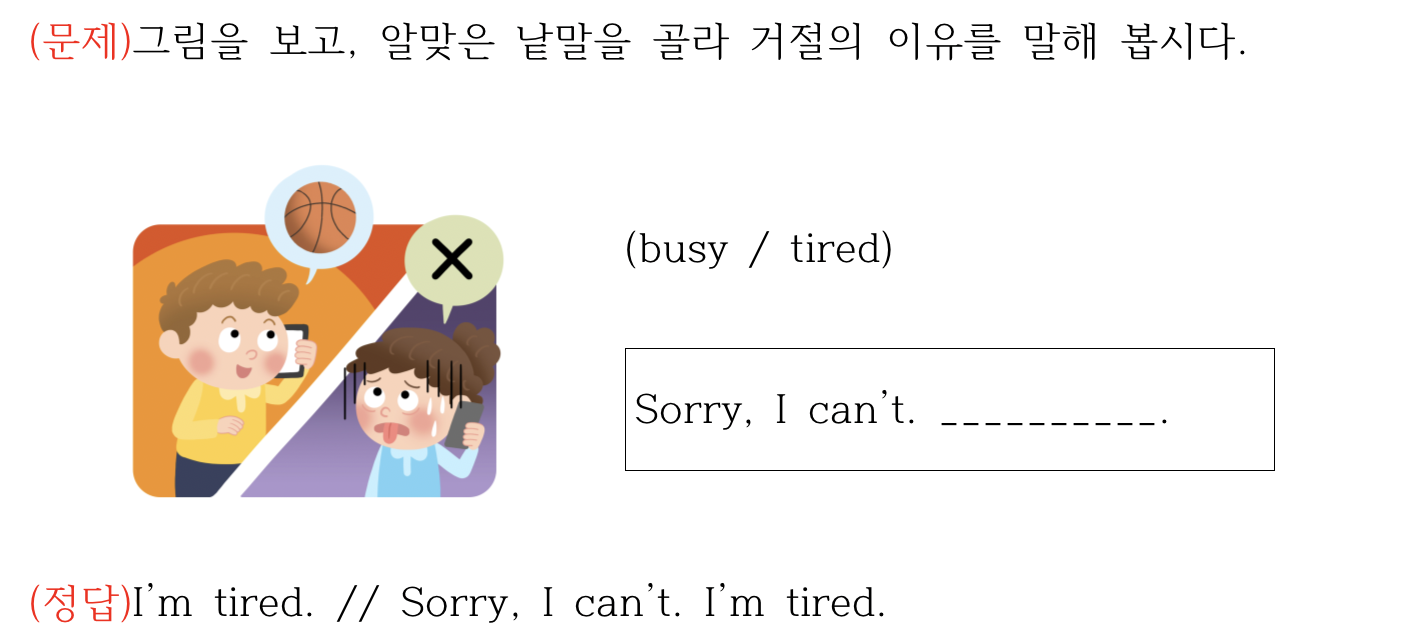 (문제)그림을 보고, 알맞은 낱말을 골라 거절의 이유를 말해 봅시다.
(busy / tired)
Sorry, I can't. __________.
(정답)I'm tired. // Sorry, I can't. I'm tired.